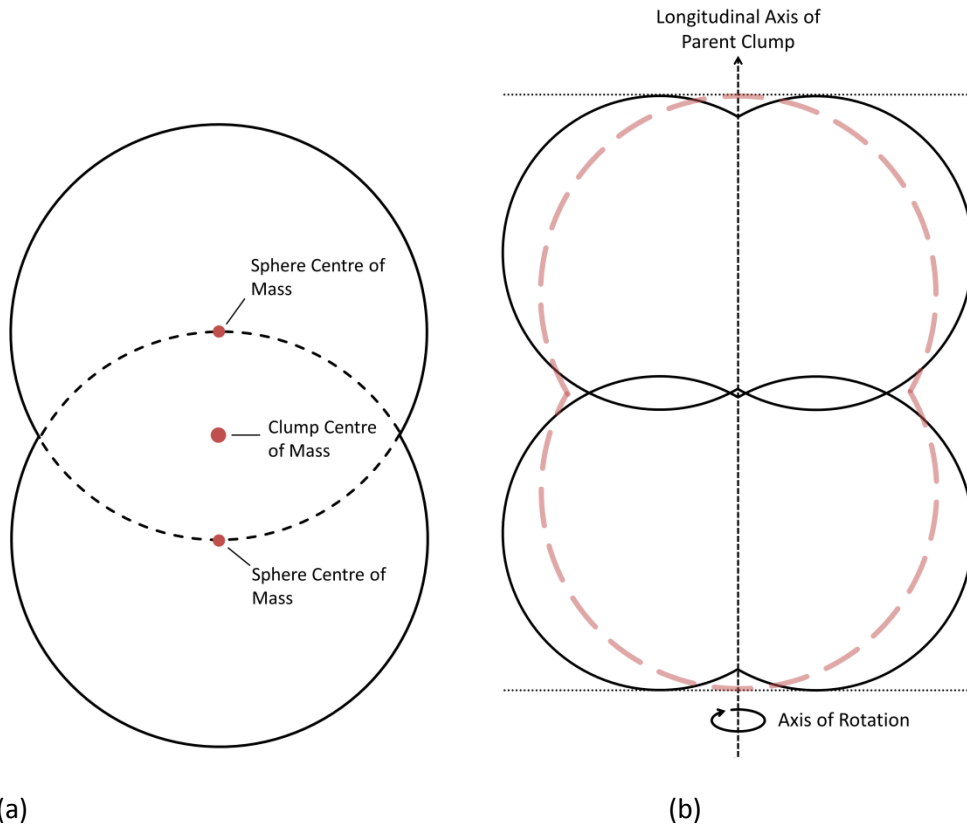 Sphere Centre of
Mass
Clump Centre
of Mass
Sphere Centre of
Mass
Longitudinal Axis of
Parent Clump
Axis of Rotation
(a)
(b)